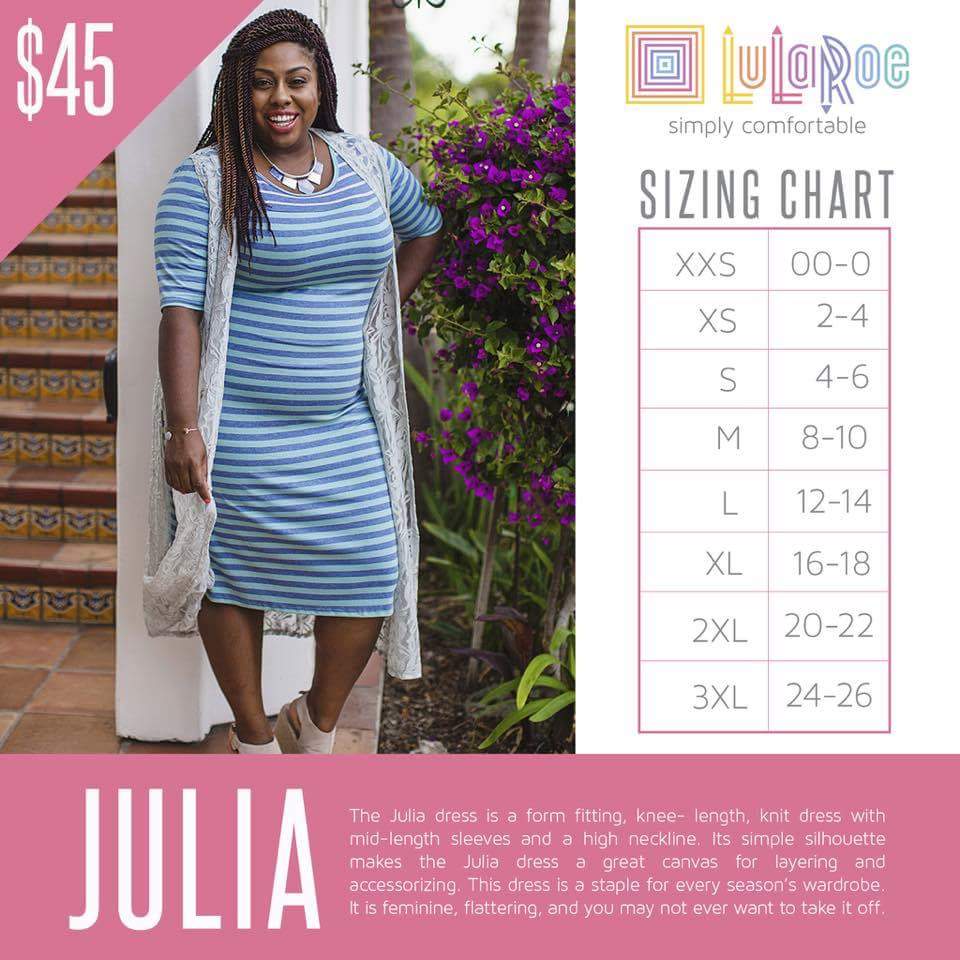 $45
LuLaRoe
simply comfortable
SIZING CHART
XXS 00-0
XS 2-4
S 4-6
M 8-10
L 12-14
XL 16-18
2XL 20-22
3XL 24-26
JULIA
The Julia dress is a form fitting, knee- length, knit dress with
mid-length sleeves and a high neckline. Its simple silhouette
makes the Julia dress a great canvas for layering and
accessorizing. This dress is a staple for every season's wardrobe.
It is feminine, flattering, and you may not ever want to take it off.